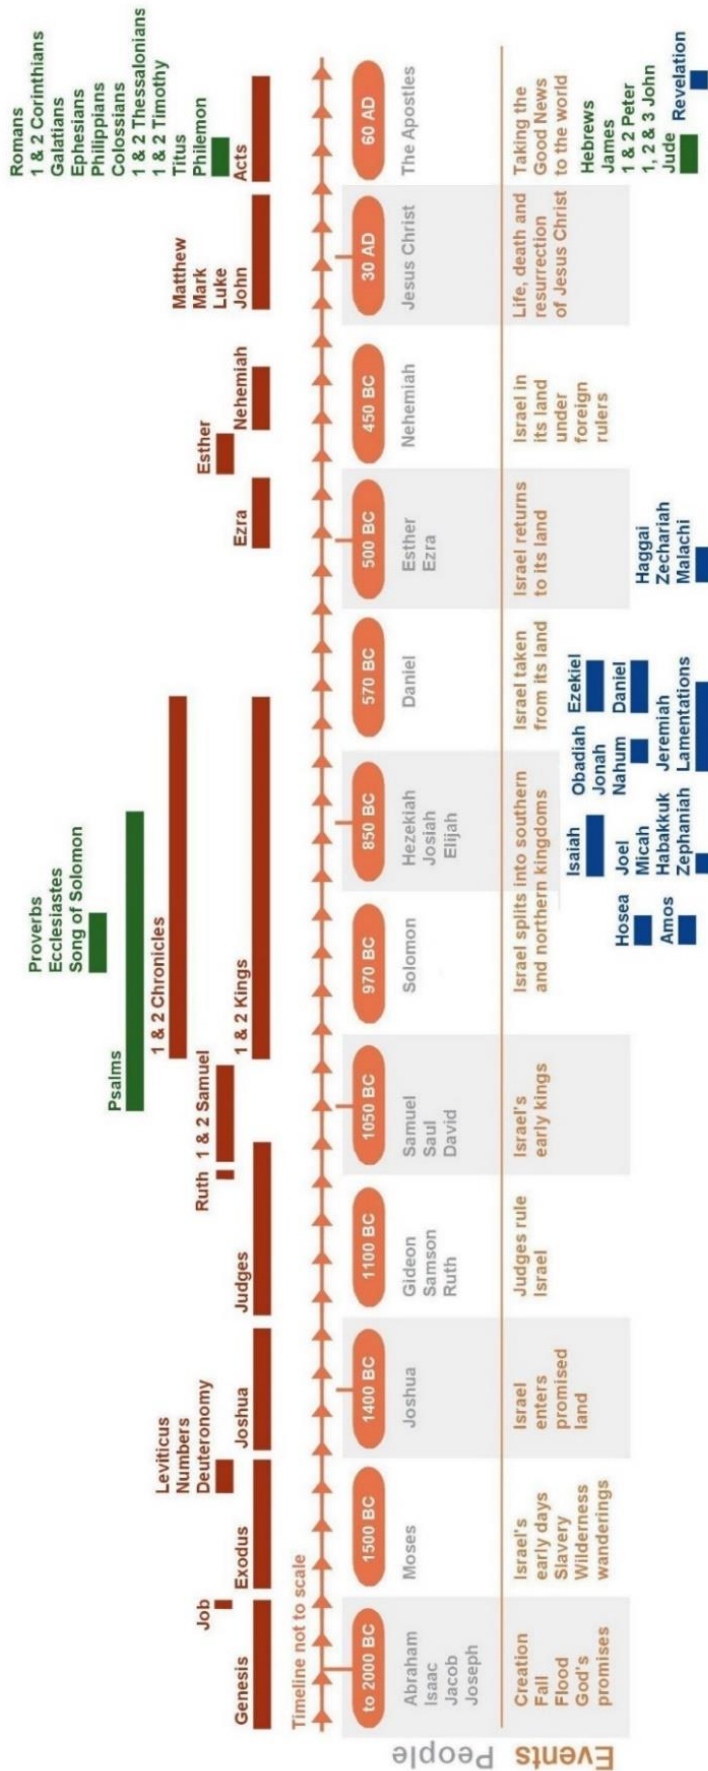 Proverbs
Ecclesiastes
Song of Solomon
Psalms
1 & 2 Chronicles
Romans
1 & 2 Corinthians
Galatians
Ephesians
Philippians
Colossians
1 & 2 Thessalonians
1 & 2 Timothy
Titus
Philemon
Matthew
Mark
Luke
John
Acts
Leviticus
Numbers
Deuteronomy
Job
Ruth
1 & 2 Samuel
Esther
Genesis
Exodus
Joshua
Judges
1 & 2 Kings
Ezra
Nehemiah
Timeline not to scale
to 2000 BC
1500 BC
1400 BC
1100 BC
1050 BC
970 BC
850 BC
570 BC
500 BC
450 BC
30 AD
60 AD
People
Abraham
Isaac
Jacob
Joseph
Moses
Joshua
Gideon
Samson
Ruth
Samuel
Saul
David
Solomon
Hezekiah
Josiah
Elijah
Daniel
Esther
Ezra
Nehemiah
Jesus Christ
The Apostles
Events
Creation
Fall
Flood
God's
promises
Israel's
early days
Slavery
Wilderness
wanderings
Israel
enters
promised
land
Judges rule
Israel
Israel's
early kings
Israel splits into southern
and northern kingdoms
Israel taken
from its land
Israel returns
to its land
Israel in
its land
under
foreign
rulers
Life, death and
resurrection
of Jesus Christ
Taking the
Good News
to the world
Hosea
Amos
Isaiah
Joel
Micah
Habakkuk
Zephaniah
Obadiah
Jonah
Nahum
Ezekiel
Daniel
Jeremiah
Lamentations
Haggai
Zechariah
Malachi
Hebrews
James
1 & 2 Peter
1, 2 & 3 John
Jude
Revelation